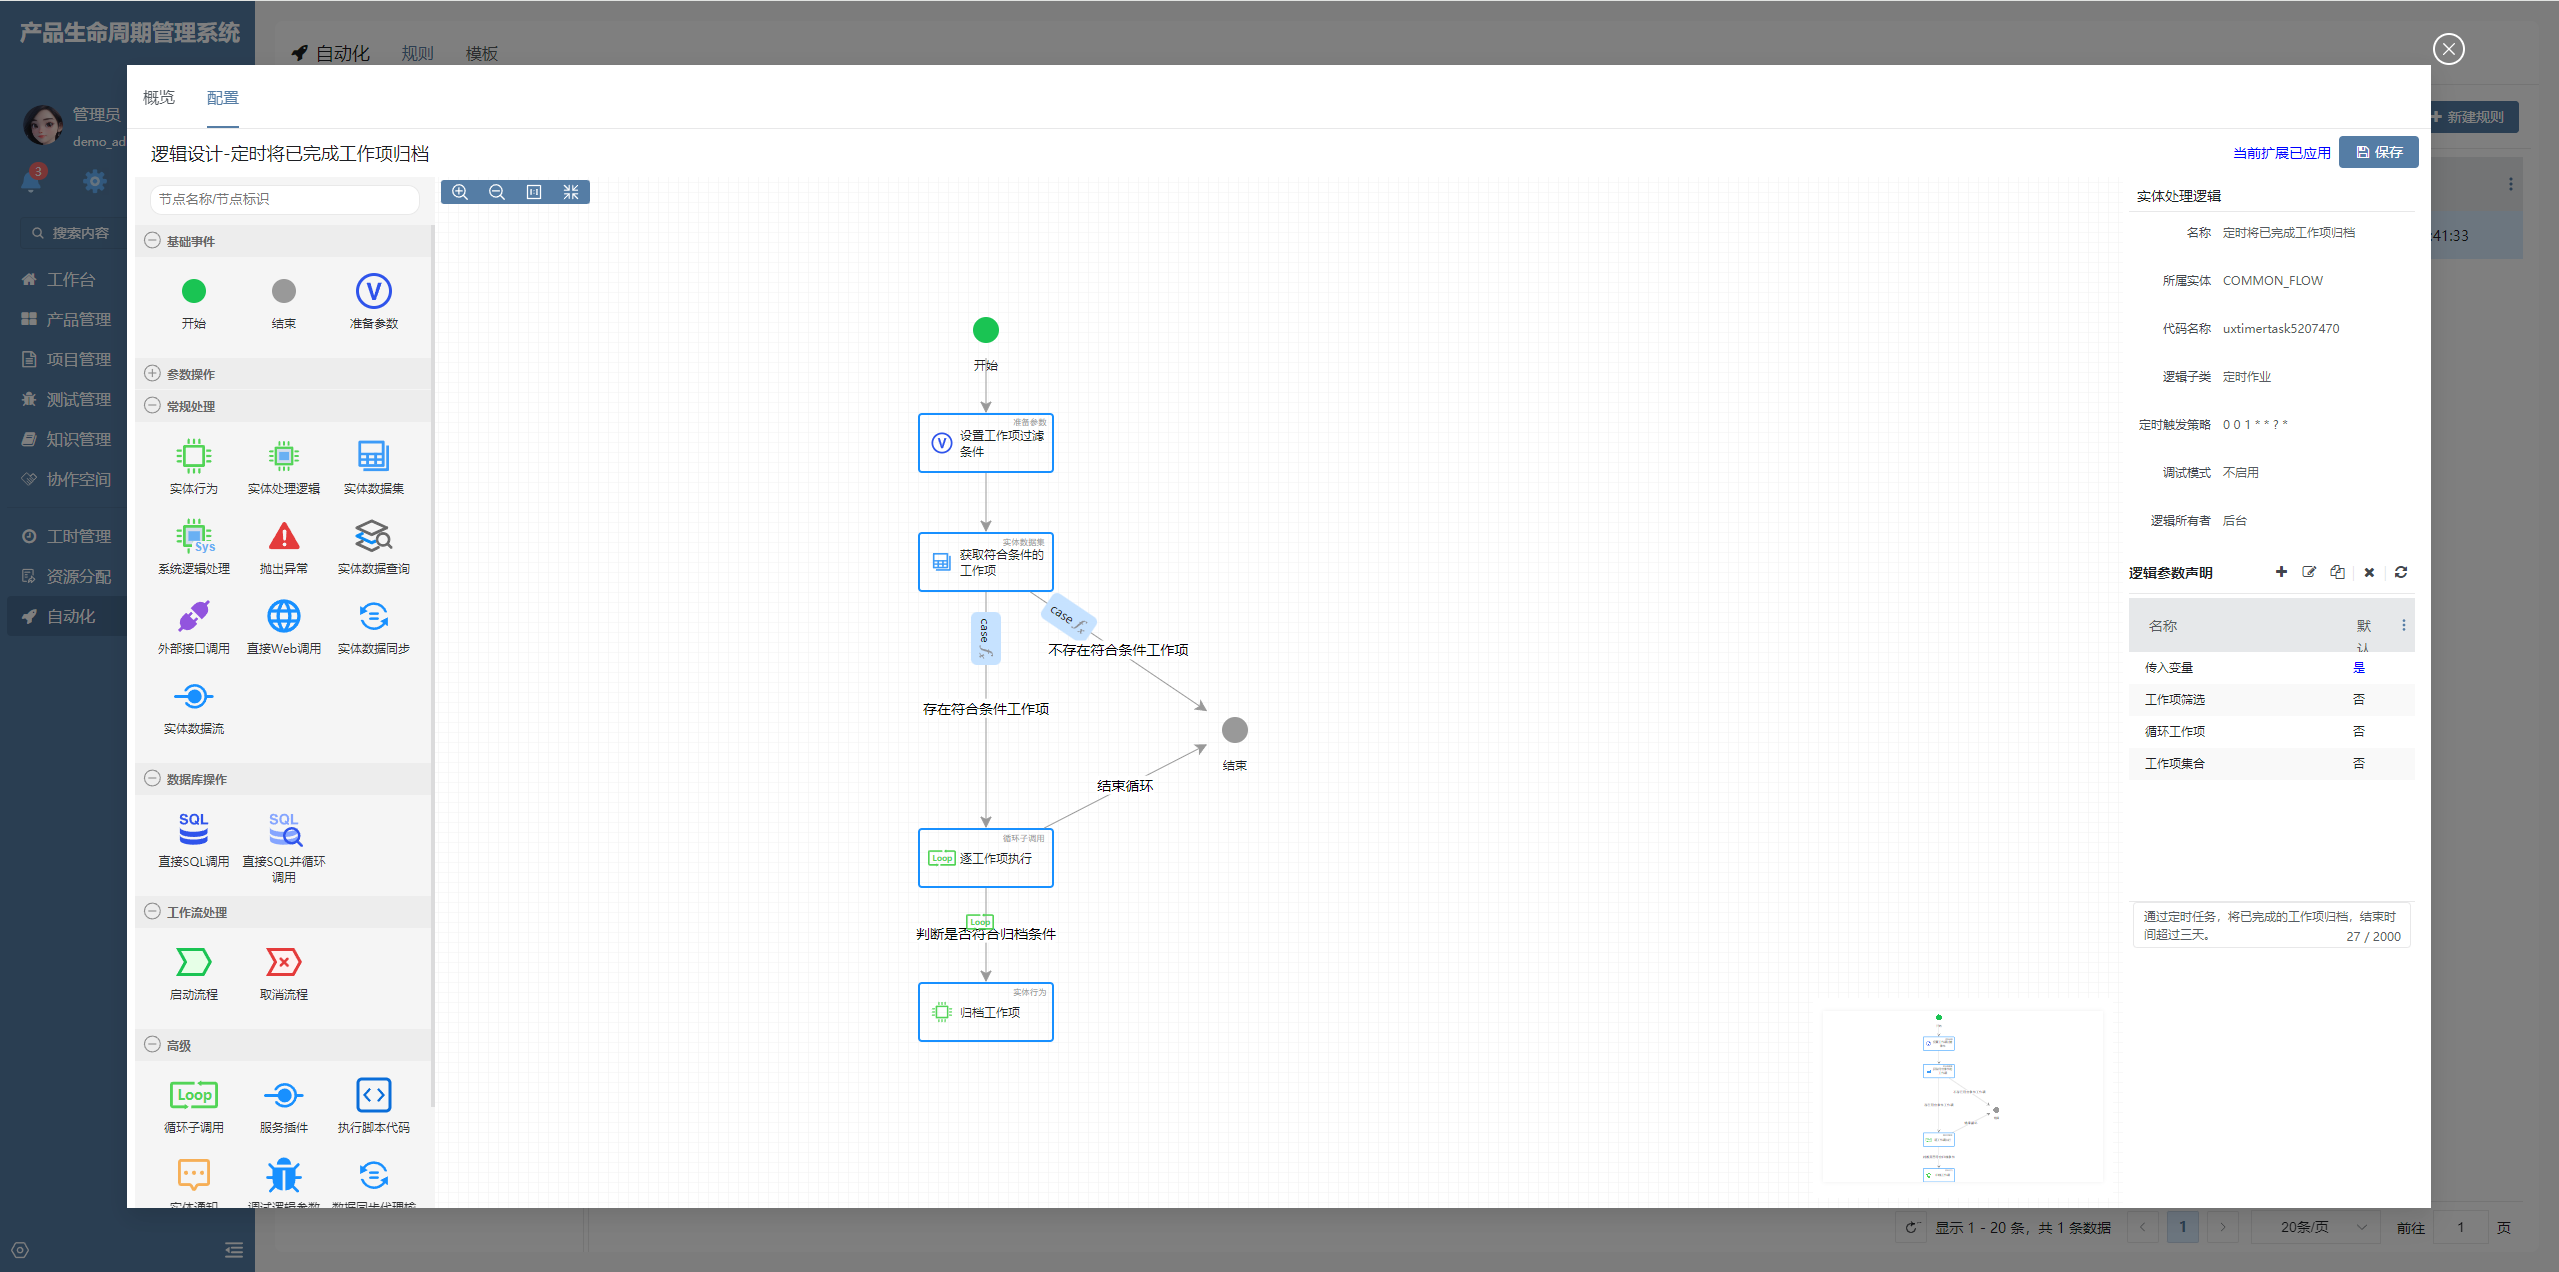 产品生命周期管理系统
自动化
规则
模板
管理员
demo_ad
3
搜索内容
工作台
产品管理
项目管理
测试管理
知识管理
协作空间
工时管理
资源分配
自动化
新建规则
:41:33
概览
配置
逻辑设计-定时将已完成工作项归档
当前扩展已应用
保存
节点名称/节点标识
基础事件
开始
结束
准备参数
参数操作
常规处理
实体行为
实体处理逻辑
实体数据集
Sys
系统逻辑处理
抛出异常
实体数据查询
外部接口调用
直接Web调用
实体数据同步
实体数据流
数据库操作
SQL
SQL
直接SQL调用
直接SQL并循环
调用
工作流处理
启动流程
取消流程
高级
Loop
循环子调用
服务插件
执行脚本代码
实体通知
调试逻辑参数
开始
准备参数
设置工作项过滤
条件
实体数据集
获取符合条件的
工作项
case fx
case fx
不存在符合条件工作项
存在符合条件工作项
结束
结束循环
循环子调用
Loop
逐工作项执行
Loop
判断是否符合归档条件
实体行为
归档工作项
实体处理逻辑
名称 定时将已完成工作项归档
所属实体 COMMON_FLOW
代码名称 uxtimertask5207470
逻辑子类 定时作业
定时触发策略 0 0 1 * * ? *
调试模式 不启用
逻辑所有者 后台
逻辑参数声明
名称 默认
传入变量 是
工作项筛选 否
循环工作项 否
工作项集合 否
通过定时任务，将已完成的工作项归档，结束时
间超过三天。
27 / 2000
显示 1 - 20 条，共 1 条数据
1
20条/页
前往 1 页